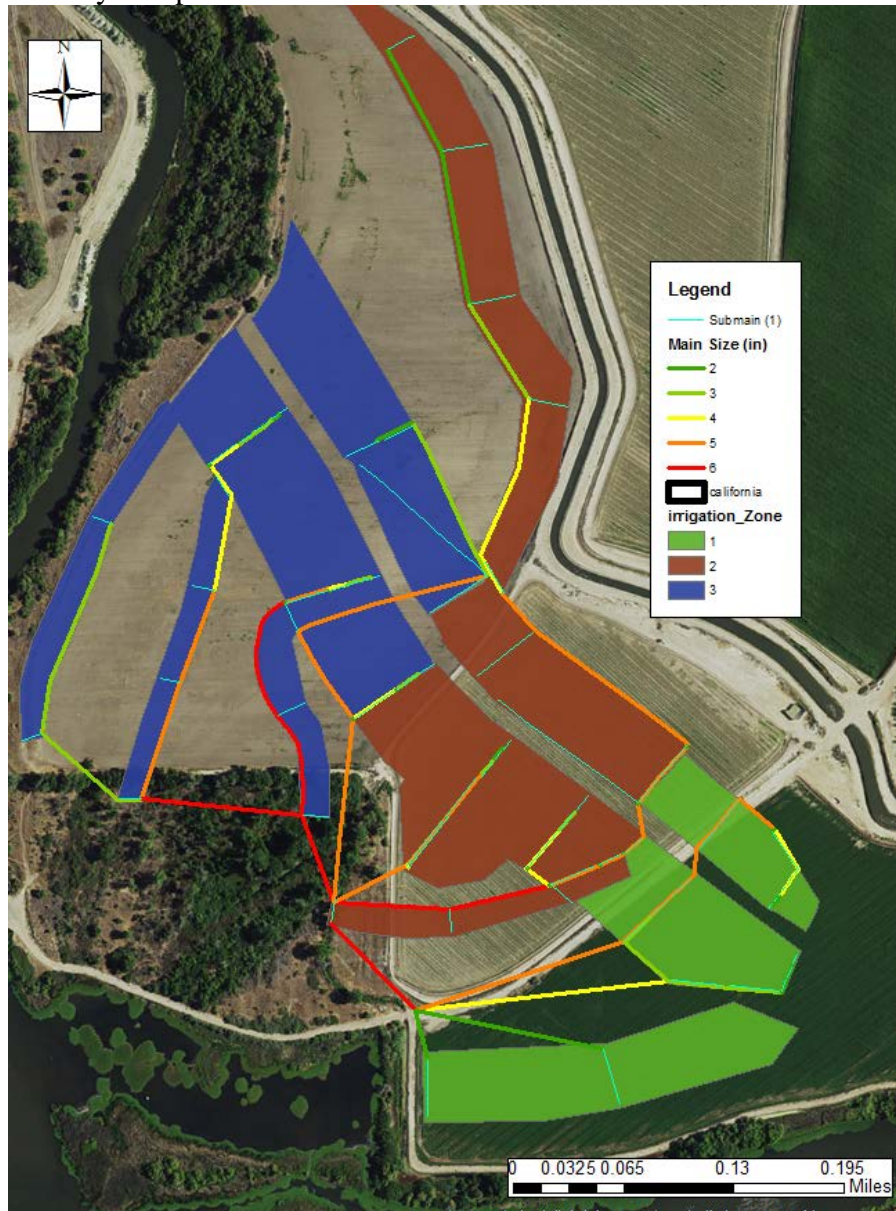 N
Legend
Submain (1)
Main Size (in)
2
3
4
5
6
california
irrigation_Zone
1
2
3
0 0.0325 0.065 0.13 0.195
Miles